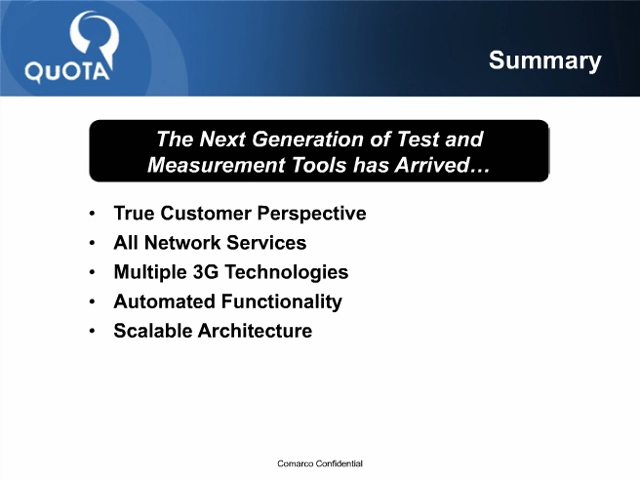 QUOTA
Summary
The Next Generation of Test and
Measurement Tools has Arrived…
• True Customer Perspective
• All Network Services
• Multiple 3G Technologies
• Automated Functionality
• Scalable Architecture
Comarco Confidential